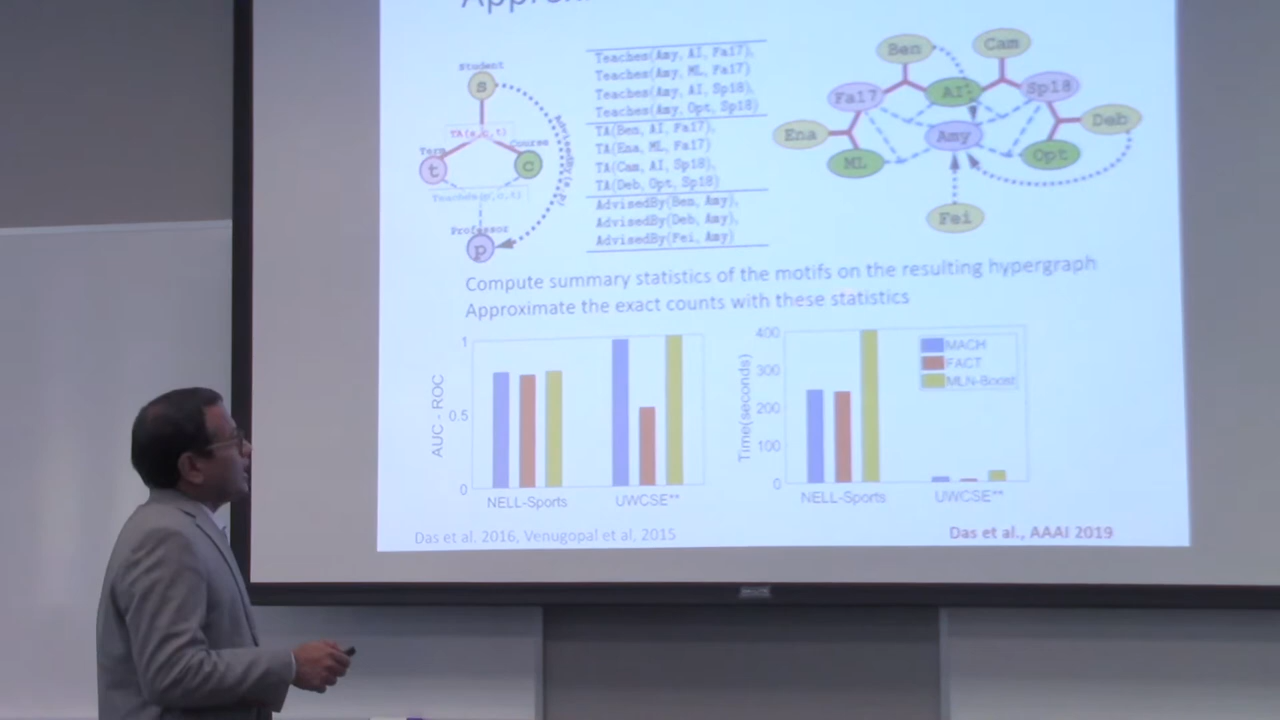 Student
s
TA(s,c,t)
Term
Course
t
c
Teaches(p,c,t)
Professor
p
AdvisedBy(s,p)
Teaches(Amy, AI, Fa17),
Teaches(Amy, ML, Fa17)
Teaches(Amy, AI, Sp18),
Teaches(Amy, Opt, Sp18)
TA(Ben, AI, Fa17),
TA(Ena, ML, Fa17)
TA(Cam, AI, Sp18),
TA(Deb, Opt, Sp18)
AdvisedBy(Ben, Amy),
AdvisedBy(Deb, Amy),
AdvisedBy(Fei, Amy)
Ben
Cam
Fa17
AI
Sp18
Ena
Amy
Deb
ML
Opt
Fei
Compute summary statistics of the motifs on the resulting hypergraph
Approximate the exact counts with these statistics
AUC - ROC
1
0.5
0
NELL-Sports
UWCSE**
Time(seconds)
400
300
200
100
0
NELL-Sports
UWCSE**
MACH
FACT
MLN-Boost
Das et al, 2016, Venugopal et al, 2015
Das et al., AAAI 2019